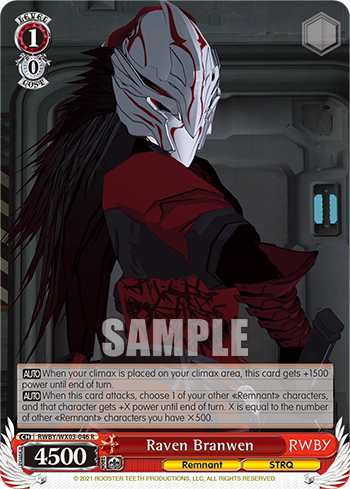 LEVEL
1
0
COST
SAMPLE
AUTO When your climax is placed on your climax area, this card gets +1500
power until end of turn.
AUTO When this card attacks, choose 1 of your other «Remnant» characters,
and that character gets +X power until end of turn. X is equal to the number
of other «Remnant» characters you have ×500.
CH RWBY/WX03-046 R
Raven Branwen
RWBY
POWER 4500 SOUL
Remnant STRQ
© 2021 ROOSTER TEETH PRODUCTIONS, LLC, ALL RIGHTS RESERVED.